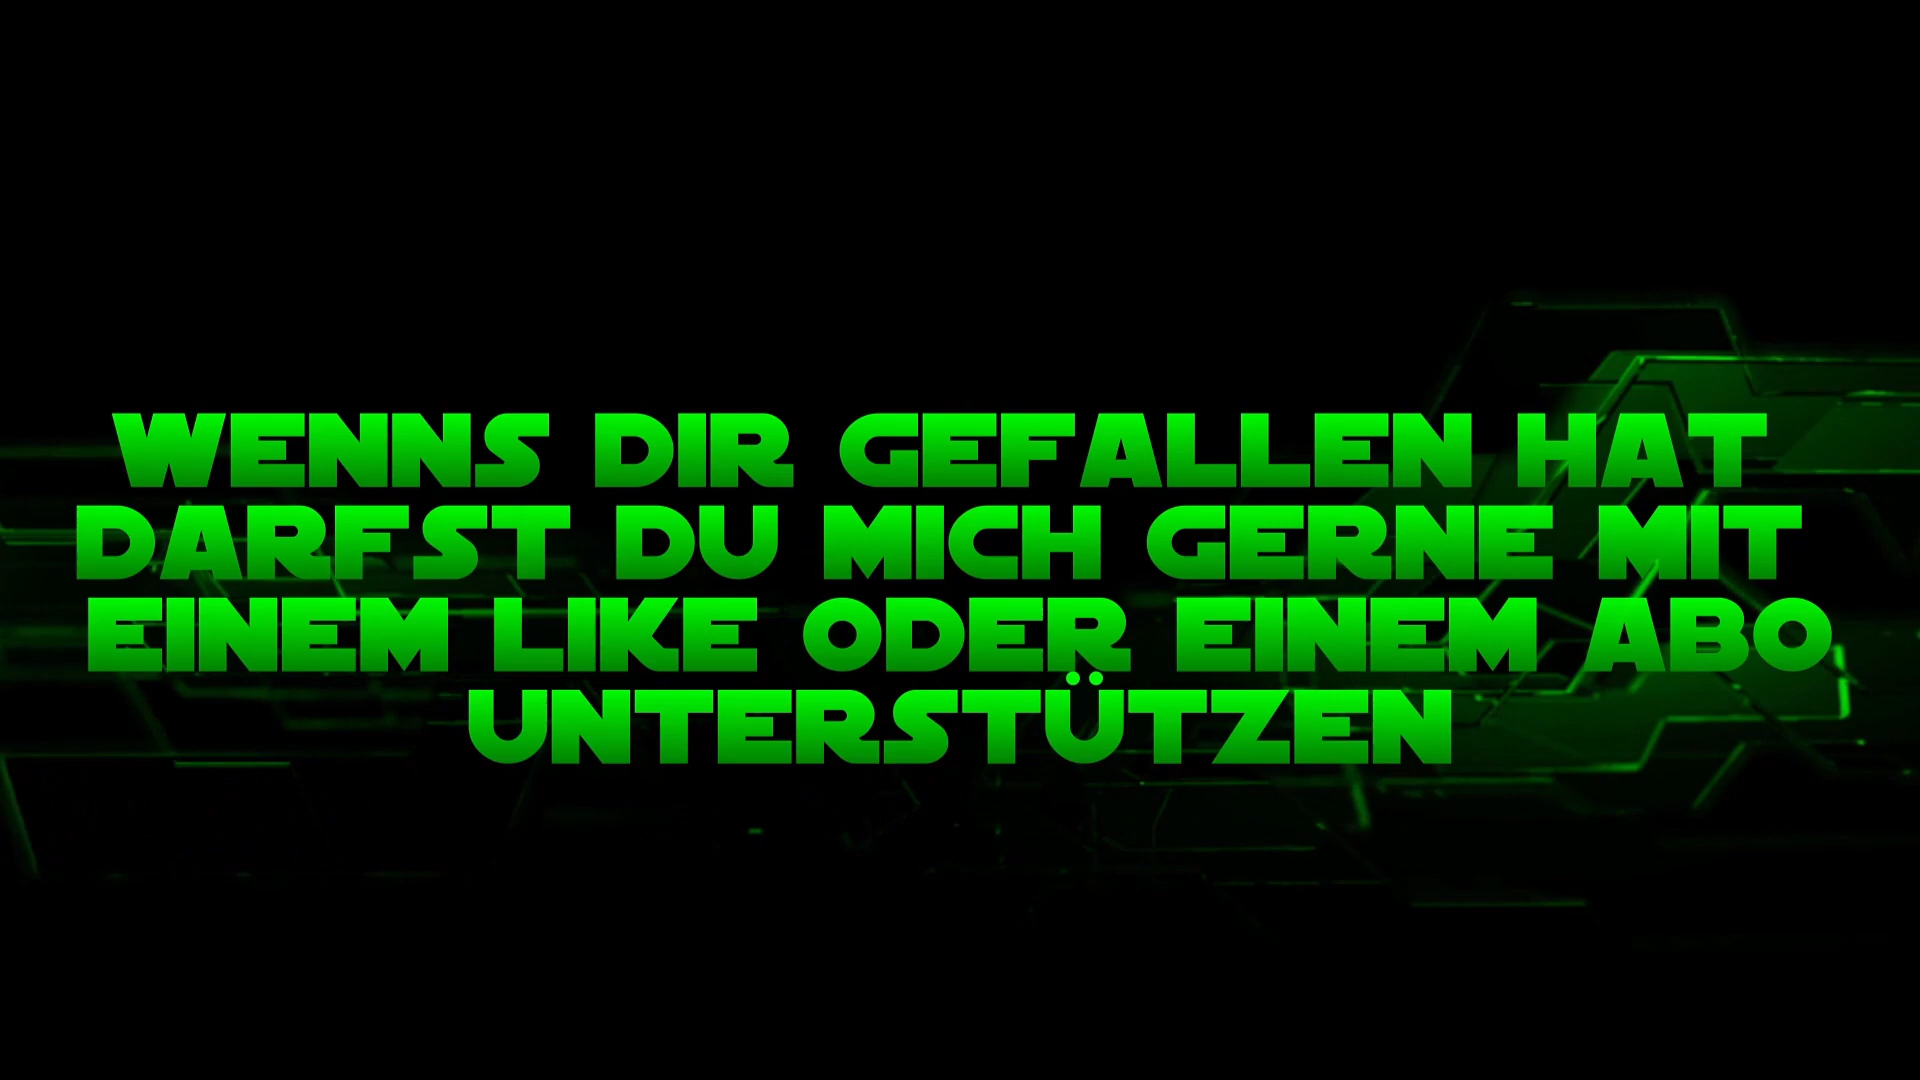 WENNS DIR GEFALLEN HAT
DARFST DU MICH GERNE MIT
EINEM LIKE ODER EINEM ABO
UNTERSTÜTZEN